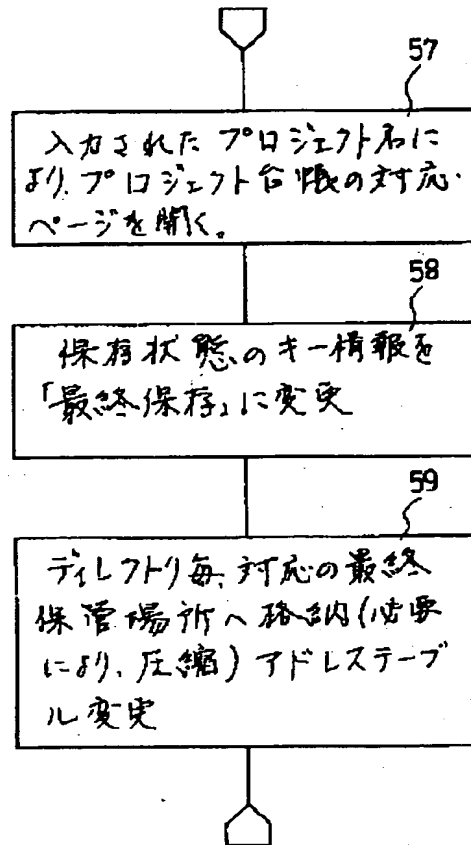 57
入力された プロジェクト名に
より、プロジェクト台帳の対応
ページを開く。
58
保存状態のキー情報を
「最終保存」に変更
59
ディレクトリ毎、対応の最終
保管場所へ格納(必要
により、圧縮)アドレステーブ
ル変更